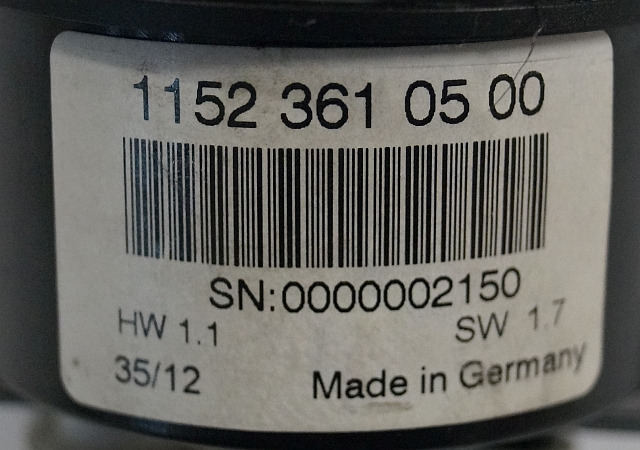 1152 361 05 00
SN:0000002150
HW 1.1 SW 1.7
35/12 Made in Germany